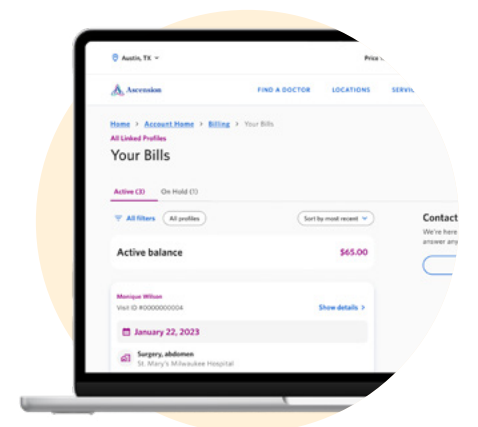 Austin, TX
Price
Ascension
FIND A DOCTOR LOCATIONS
Home > Account Home > Billing > Your Bills
All Linked Profiles
Your Bills
Active (3) On Hold (1)
All filters All profiles Sort by most recent
Contact
We're here
answer any
Active balance $65.00
Monique Wilson
Visit ID #0000000004 Show details >
January 22, 2023
Surgery, abdomen
St. Mary's Milwaukee Hospital